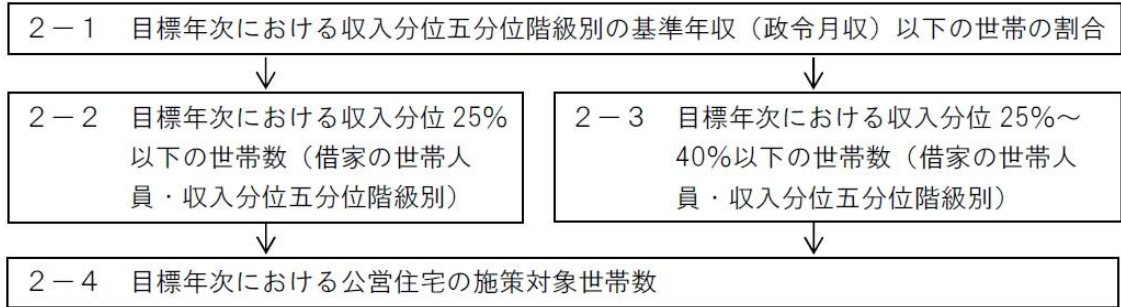 2－1 目標年次における収入分位五分位階級別の基準年収（政令月収）以下の世帯の割合
2－2 目標年次における収入分位 25%
以下の世帯数（借家の世帯人
員・収入分位五分位階級別）
2－3 目標年次における収入分位 25%～
40%以下の世帯数（借家の世帯人
員・収入分位五分位階級別）
2－4 目標年次における公営住宅の施策対象世帯数